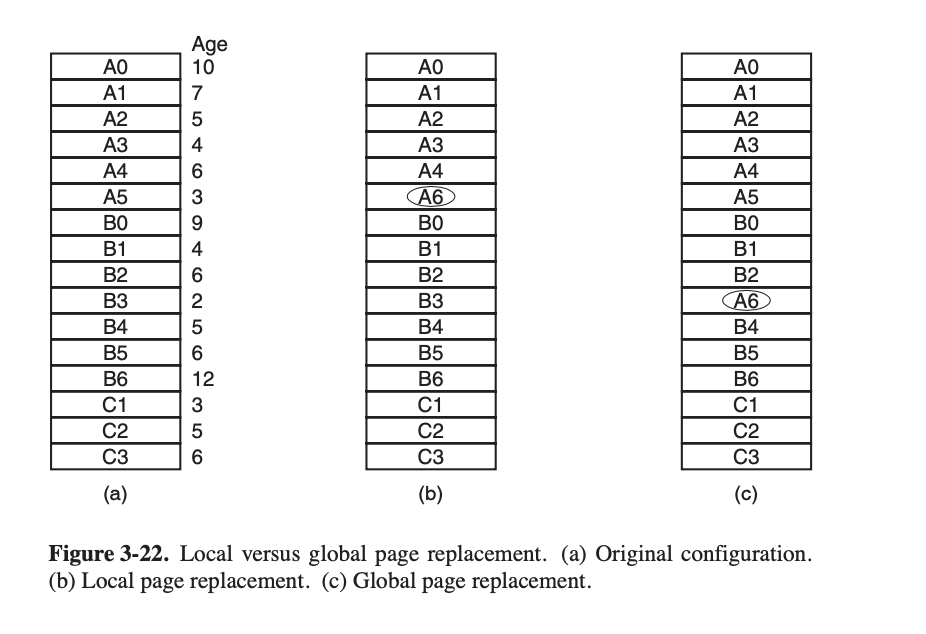 Age
A0 10 A0 A0
A1 7 A1 A1
A2 5 A2 A2
A3 4 A3 A3
A4 6 A4 A4
A5 3 A6 A5
B0 9 B0 B0
B1 4 B1 B1
B2 6 B2 B2
B3 2 B3 A6
B4 5 B4 B4
B5 6 B5 B5
B6 12 B6 B6
C1 3 C1 C1
C2 5 C2 C2
C3 6 C3 C3
(a) (b) (c)
Figure 3-22. Local versus global page replacement. (a) Original configuration.
(b) Local page replacement. (c) Global page replacement.